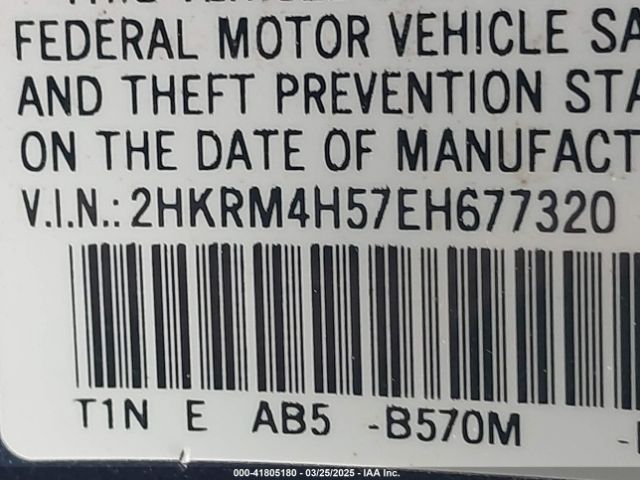 FEDERAL MOTOR VEHICLE SA
AND THEFT PREVENTION STA
ON THE DATE OF MANUFACT
V.I.N.: 2HKRM4H57EH677320
T1N E AB5 -B570M
000-41805180 - 03/25/2025 - IAA Inc.